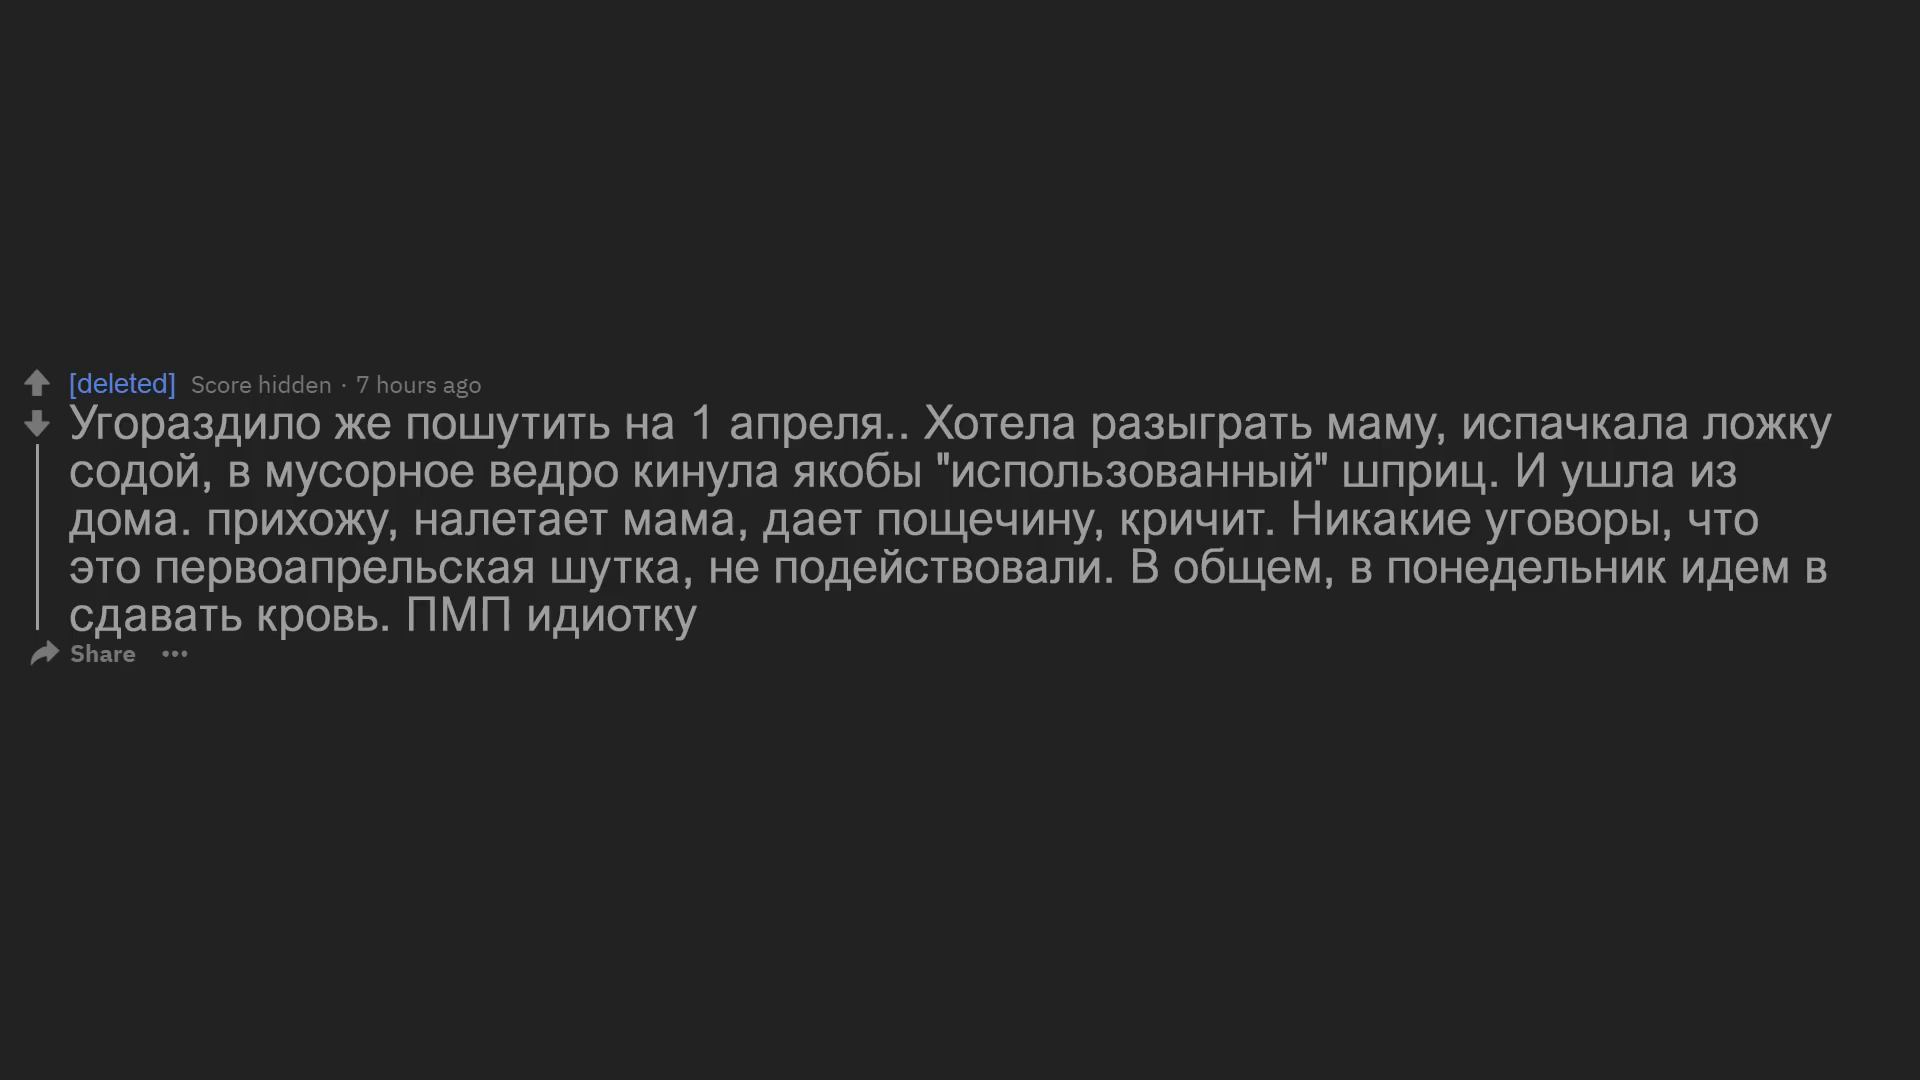 [deleted] Score hidden · 7 hours ago
Угораздило же пошутить на 1 апреля.. Хотела разыграть маму, испачкала ложку
содой, в мусорное ведро кинула якобы "использованный" шприц. И ушла из
дома. прихожу, налетает мама, дает пощечину, кричит. Никакие уговоры, что
это первоапрельская шутка, не подействовали. В общем, в понедельник идем в
сдавать кровь. ПМП идиотку
Share ···